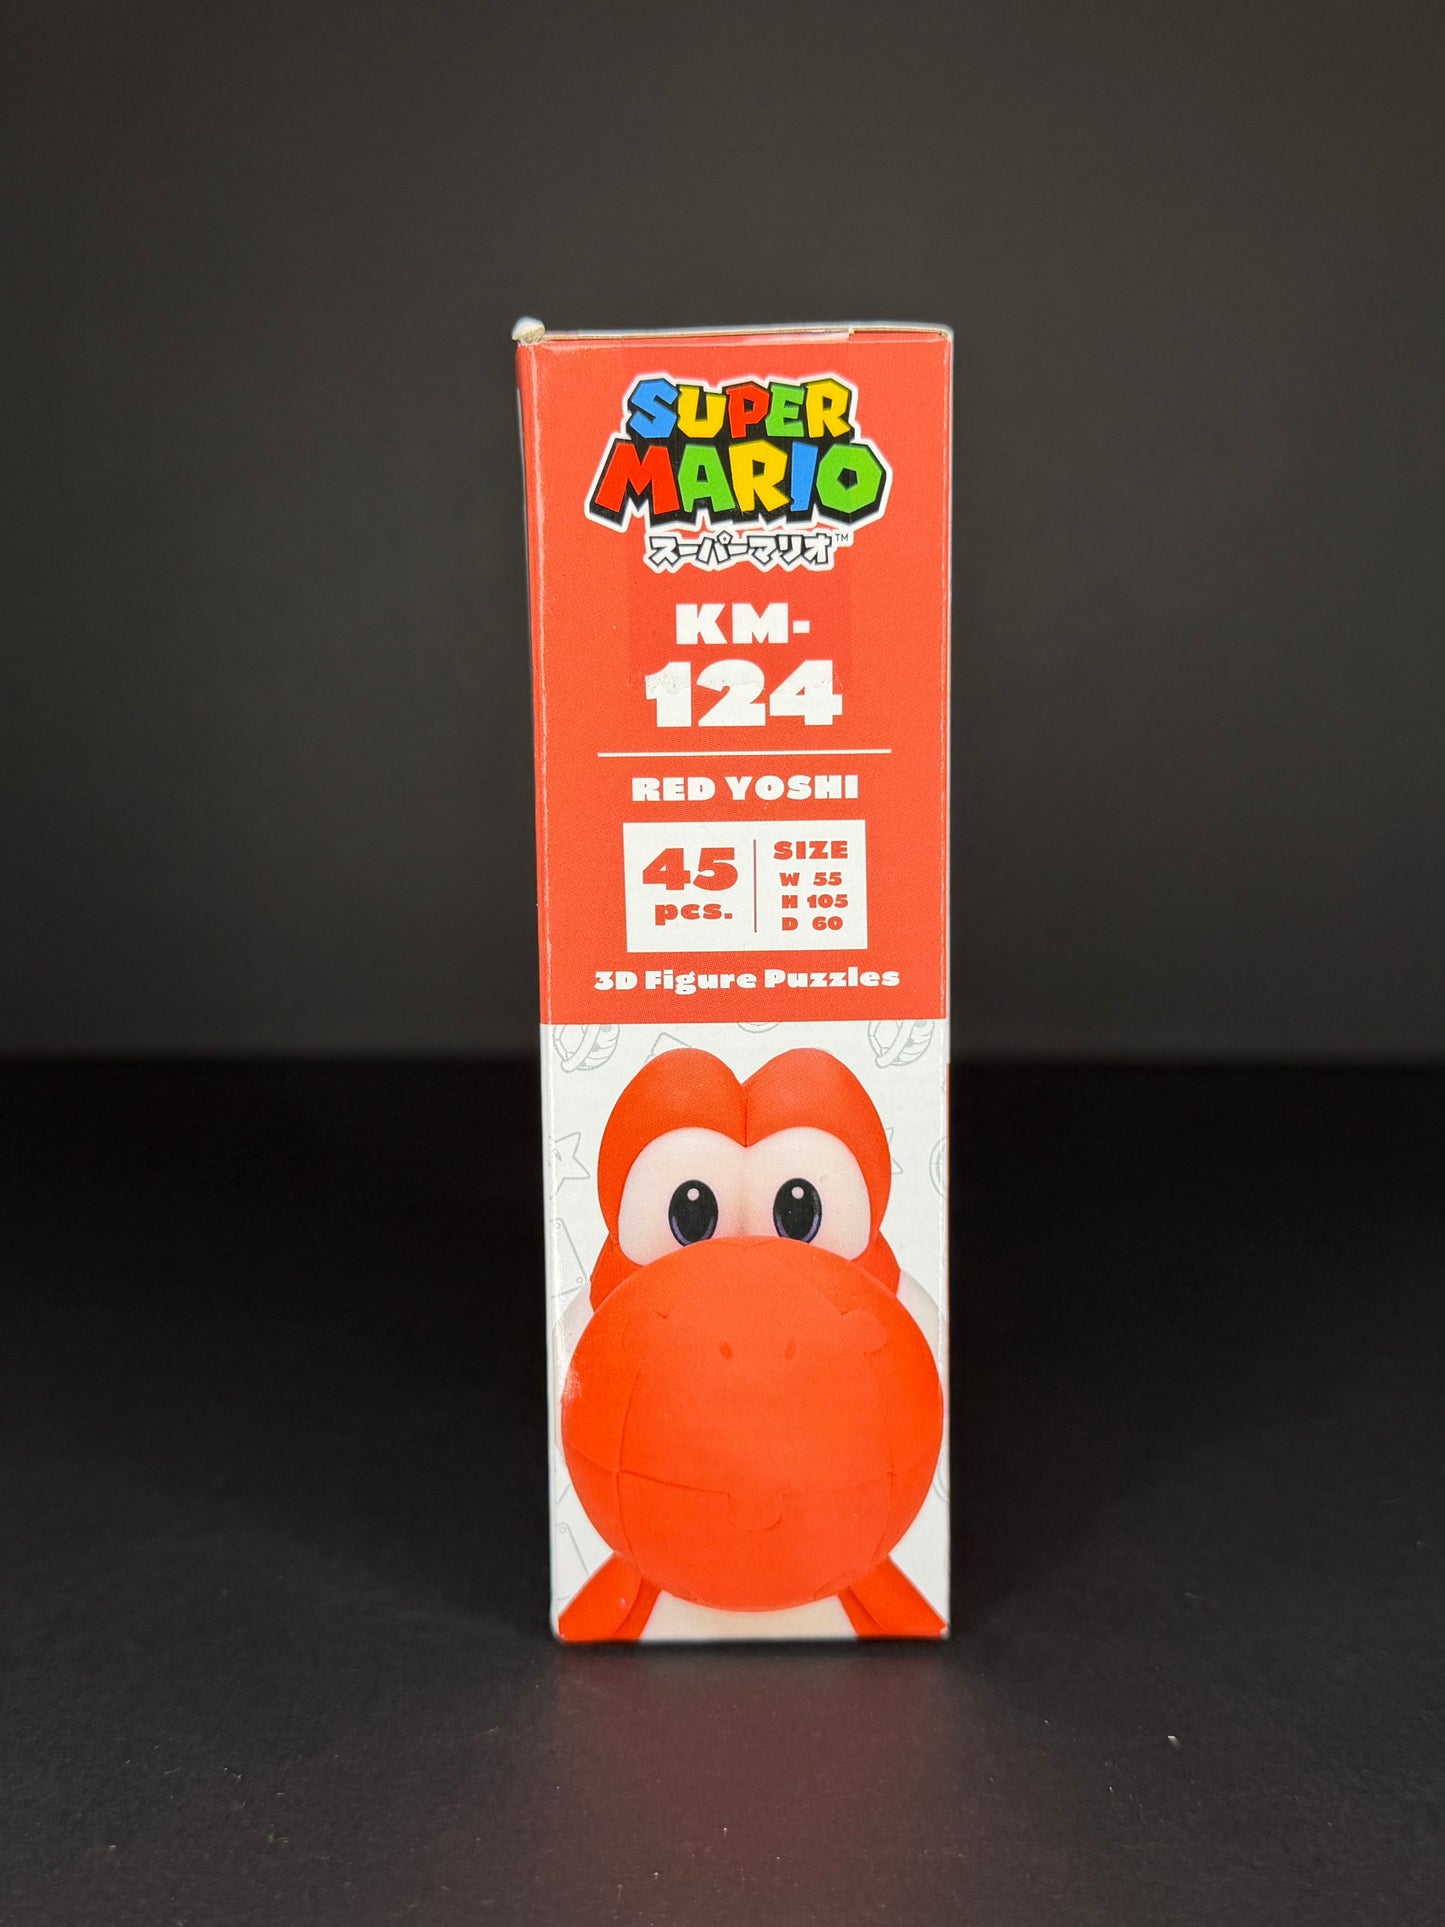 SUPER
MARIO
スーパーマリオ™
KM-
124
RED YOSHI
45
pcs.
SIZE
W 55
H 105
D 60
3D Figure Puzzles